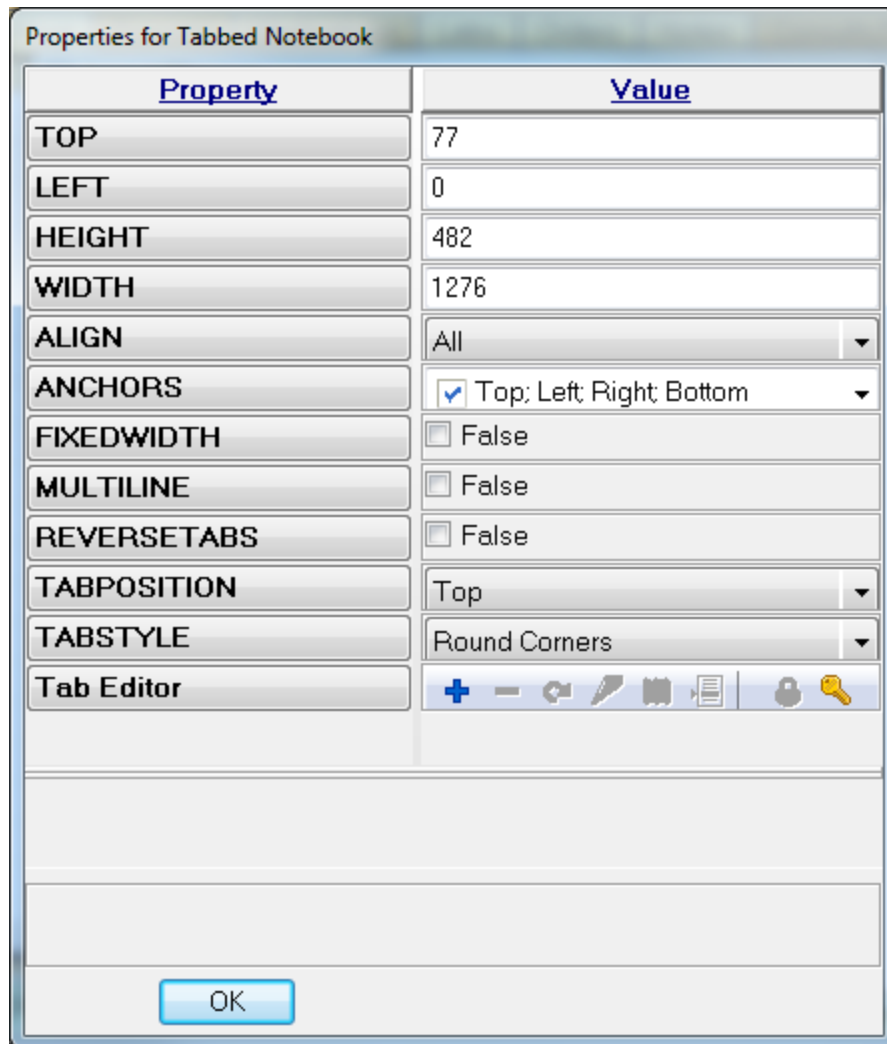 Properties for Tabbed Notebook
Property Value
TOP 77
LEFT 0
HEIGHT 482
WIDTH 1276
ALIGN All
ANCHORS Top; Left; Right; Bottom
FIXEDWIDTH False
MULTILINE False
REVERSETABS False
TABPOSITION Top
TABSTYLE Round Corners
Tab Editor
OK